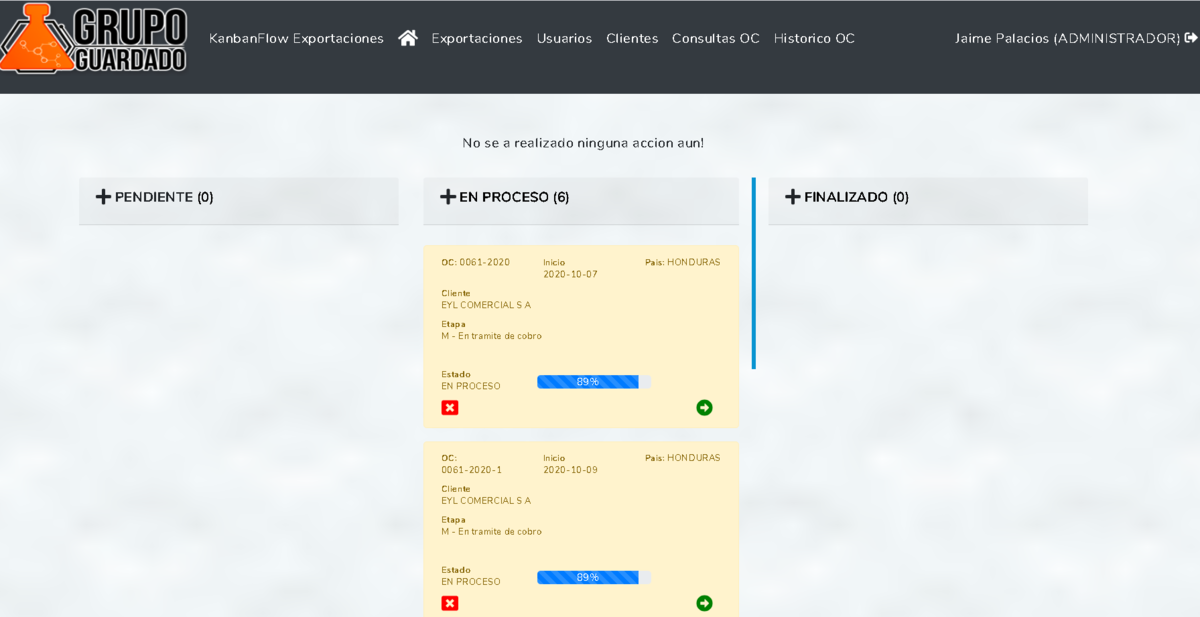 GRUPO
GUARDADO
KanbanFlow Exportaciones Exportaciones Usuarios Clientes Consultas OC Historico OC Jaime Palacios (ADMINISTRADOR)
No se a realizado ninguna accion aun!
PENDIENTE (0)
EN PROCESO (6)
FINALIZADO (0)
OC: 0061-2020
Inicio
2020-10-07
Pais: HONDURAS
Cliente
EYL COMERCIAL S A
Etapa
M - En tramite de cobro
Estado
EN PROCESO
89%
OC:
0061-2020-1
Inicio
2020-10-09
Pais: HONDURAS
Cliente
EYL COMERCIAL S A
Etapa
M - En tramite de cobro
Estado
EN PROCESO
89%